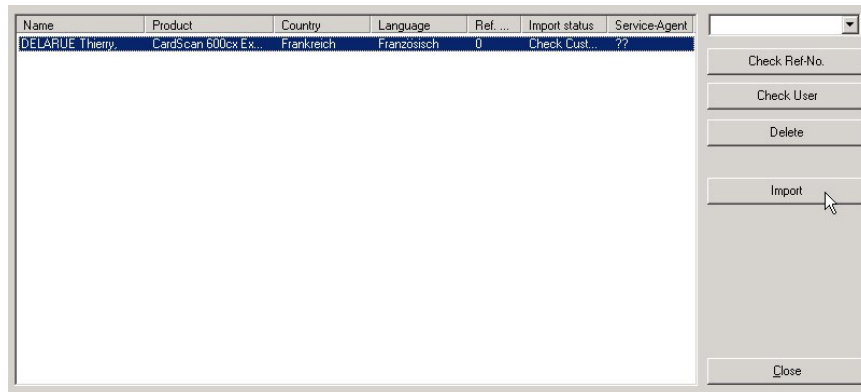 Name Product Country Language Ref. ... Import status Service-Agent
DELARUE Thierry, CardScan 600cx Ex... Frankreich Französisch 0 Check Cust... ??
Check Ref-No.
Check User
Delete
Import
Close